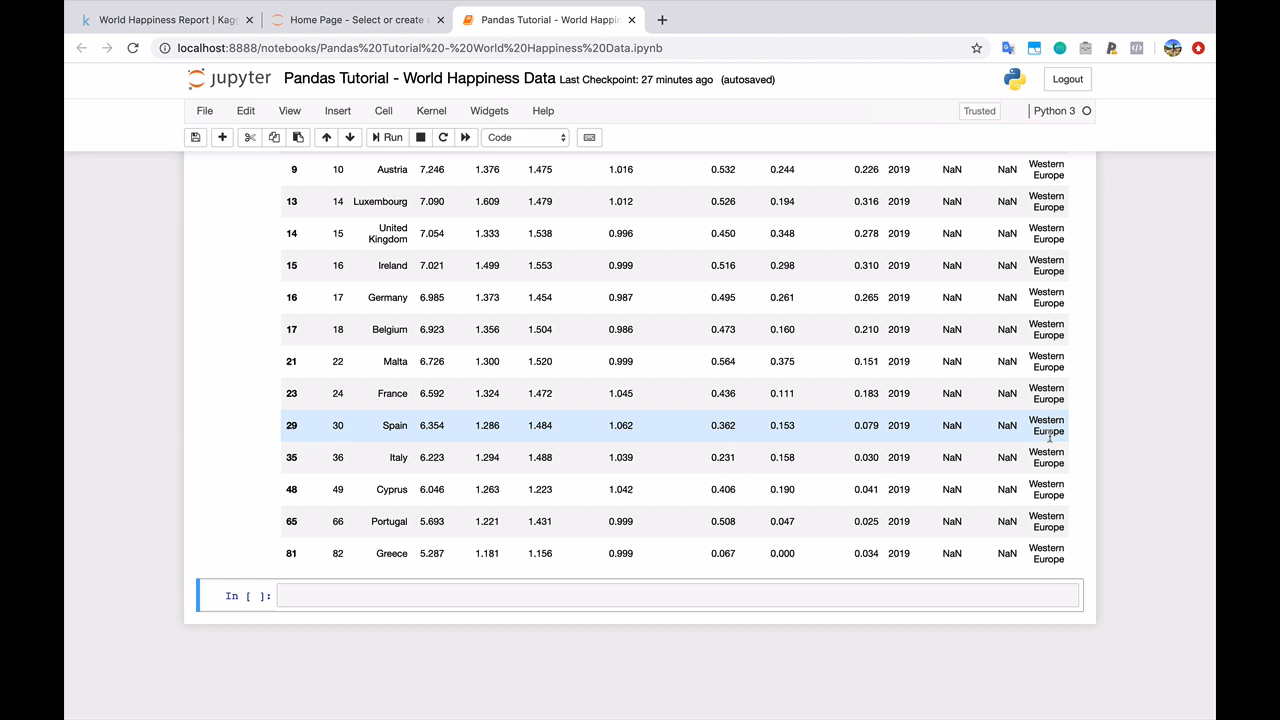 World Happiness Report | Kag
Home Page - Select or create a
Pandas Tutorial - World Happin
localhost:8888/notebooks/Pandas%20Tutorial%20-%20World%20Happiness%20Data.ipynb
jupyter Pandas Tutorial - World Happiness Data Last Checkpoint: 27 minutes ago (autosaved)
Logout
File Edit View Insert Cell Kernel Widgets Help Trusted Python 3
Run Code
9 10 Austria 7.246 1.376 1.475 1.016 0.532 0.244 0.226 2019 NaN NaN Western
Europe
13 14 Luxembourg 7.090 1.609 1.479 1.012 0.526 0.194 0.316 2019 NaN NaN Western
Europe
14 15 United
Kingdom 7.054 1.333 1.538 0.996 0.450 0.348 0.278 2019 NaN NaN Western
Europe
15 16 Ireland 7.021 1.499 1.553 0.999 0.516 0.298 0.310 2019 NaN NaN Western
Europe
16 17 Germany 6.985 1.373 1.454 0.987 0.495 0.261 0.265 2019 NaN NaN Western
Europe
17 18 Belgium 6.923 1.356 1.504 0.986 0.473 0.160 0.210 2019 NaN NaN Western
Europe
21 22 Malta 6.726 1.300 1.520 0.999 0.564 0.375 0.151 2019 NaN NaN Western
Europe
23 24 France 6.592 1.324 1.472 1.045 0.436 0.111 0.183 2019 NaN NaN Western
Europe
29 30 Spain 6.354 1.286 1.484 1.062 0.362 0.153 0.079 2019 NaN NaN Western
Europe
35 36 Italy 6.223 1.294 1.488 1.039 0.231 0.158 0.030 2019 NaN NaN Western
Europe
48 49 Cyprus 6.046 1.263 1.223 1.042 0.406 0.190 0.041 2019 NaN NaN Western
Europe
65 66 Portugal 5.693 1.221 1.431 0.999 0.508 0.047 0.025 2019 NaN NaN Western
Europe
81 82 Greece 5.287 1.181 1.156 0.999 0.067 0.000 0.034 2019 NaN NaN Western
Europe
In [ ]: